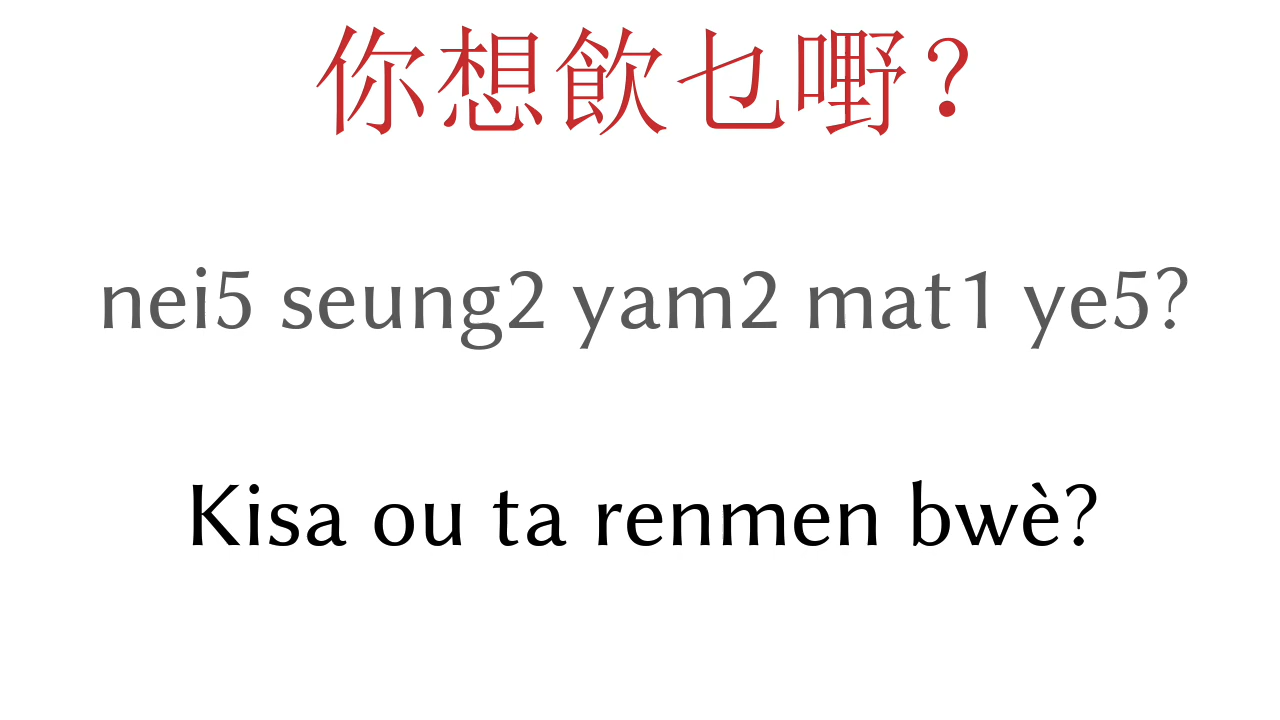 你想飲乜嘢？
nei5 seung2 yam2 mat1 ye5?
Kisa ou ta renmen bwè?